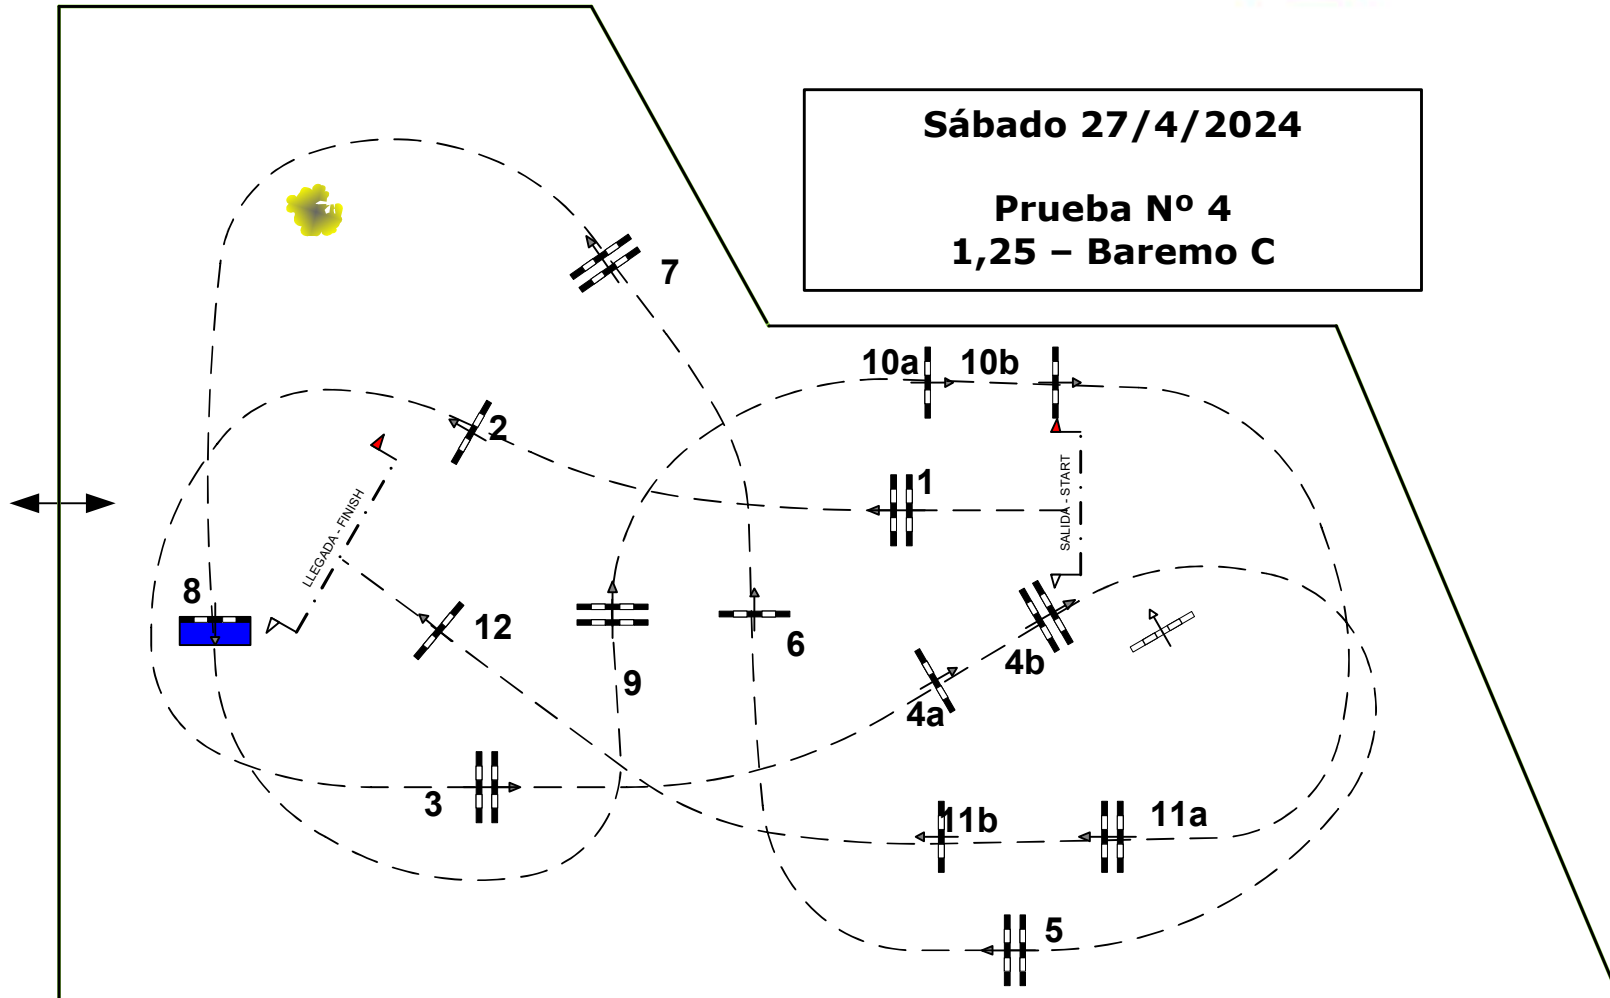 Sábado 27/4/2024
Prueba Nº 4
1,25 – Baremo C
7
10a
10b
2
1
SALIDA - START
LLEGADA - FINISH
8
12
6
4b
9
4a
3
11b
11a
5